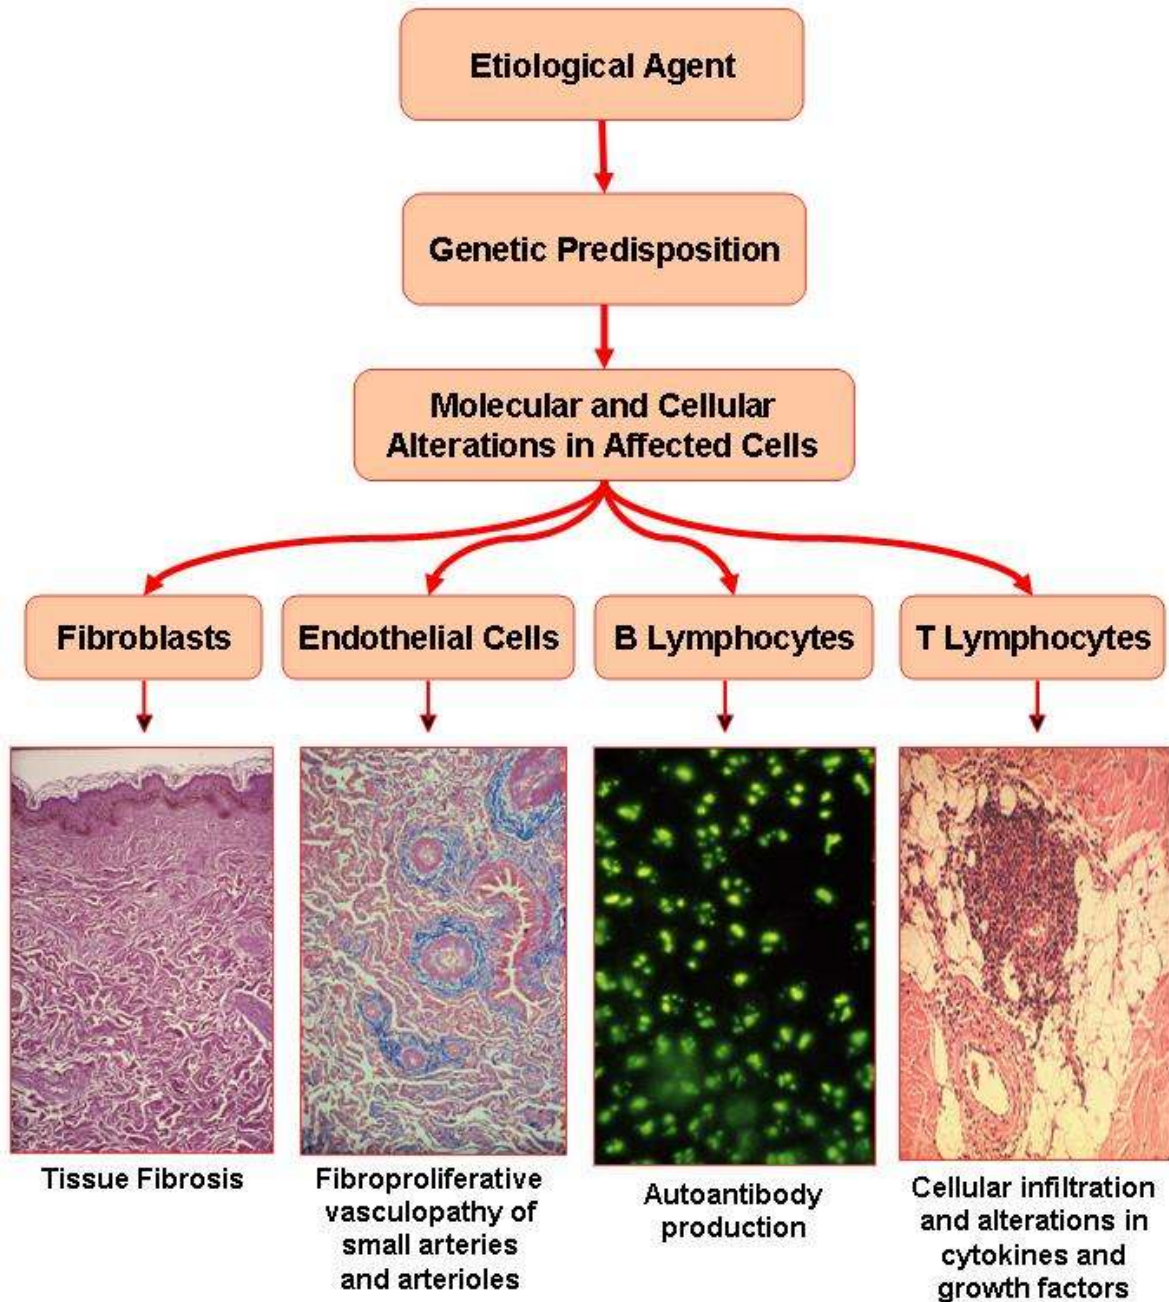 Etiological Agent
Genetic Predisposition
Molecular and Cellular
Alterations in Affected Cells
Fibroblasts
Endothelial Cells
B Lymphocytes
T Lymphocytes
Tissue Fibrosis
Fibroproliferative
vasculopathy of
small arteries
and arterioles
Autoantibody
production
Cellular infiltration
and alterations in
cytokines and
growth factors